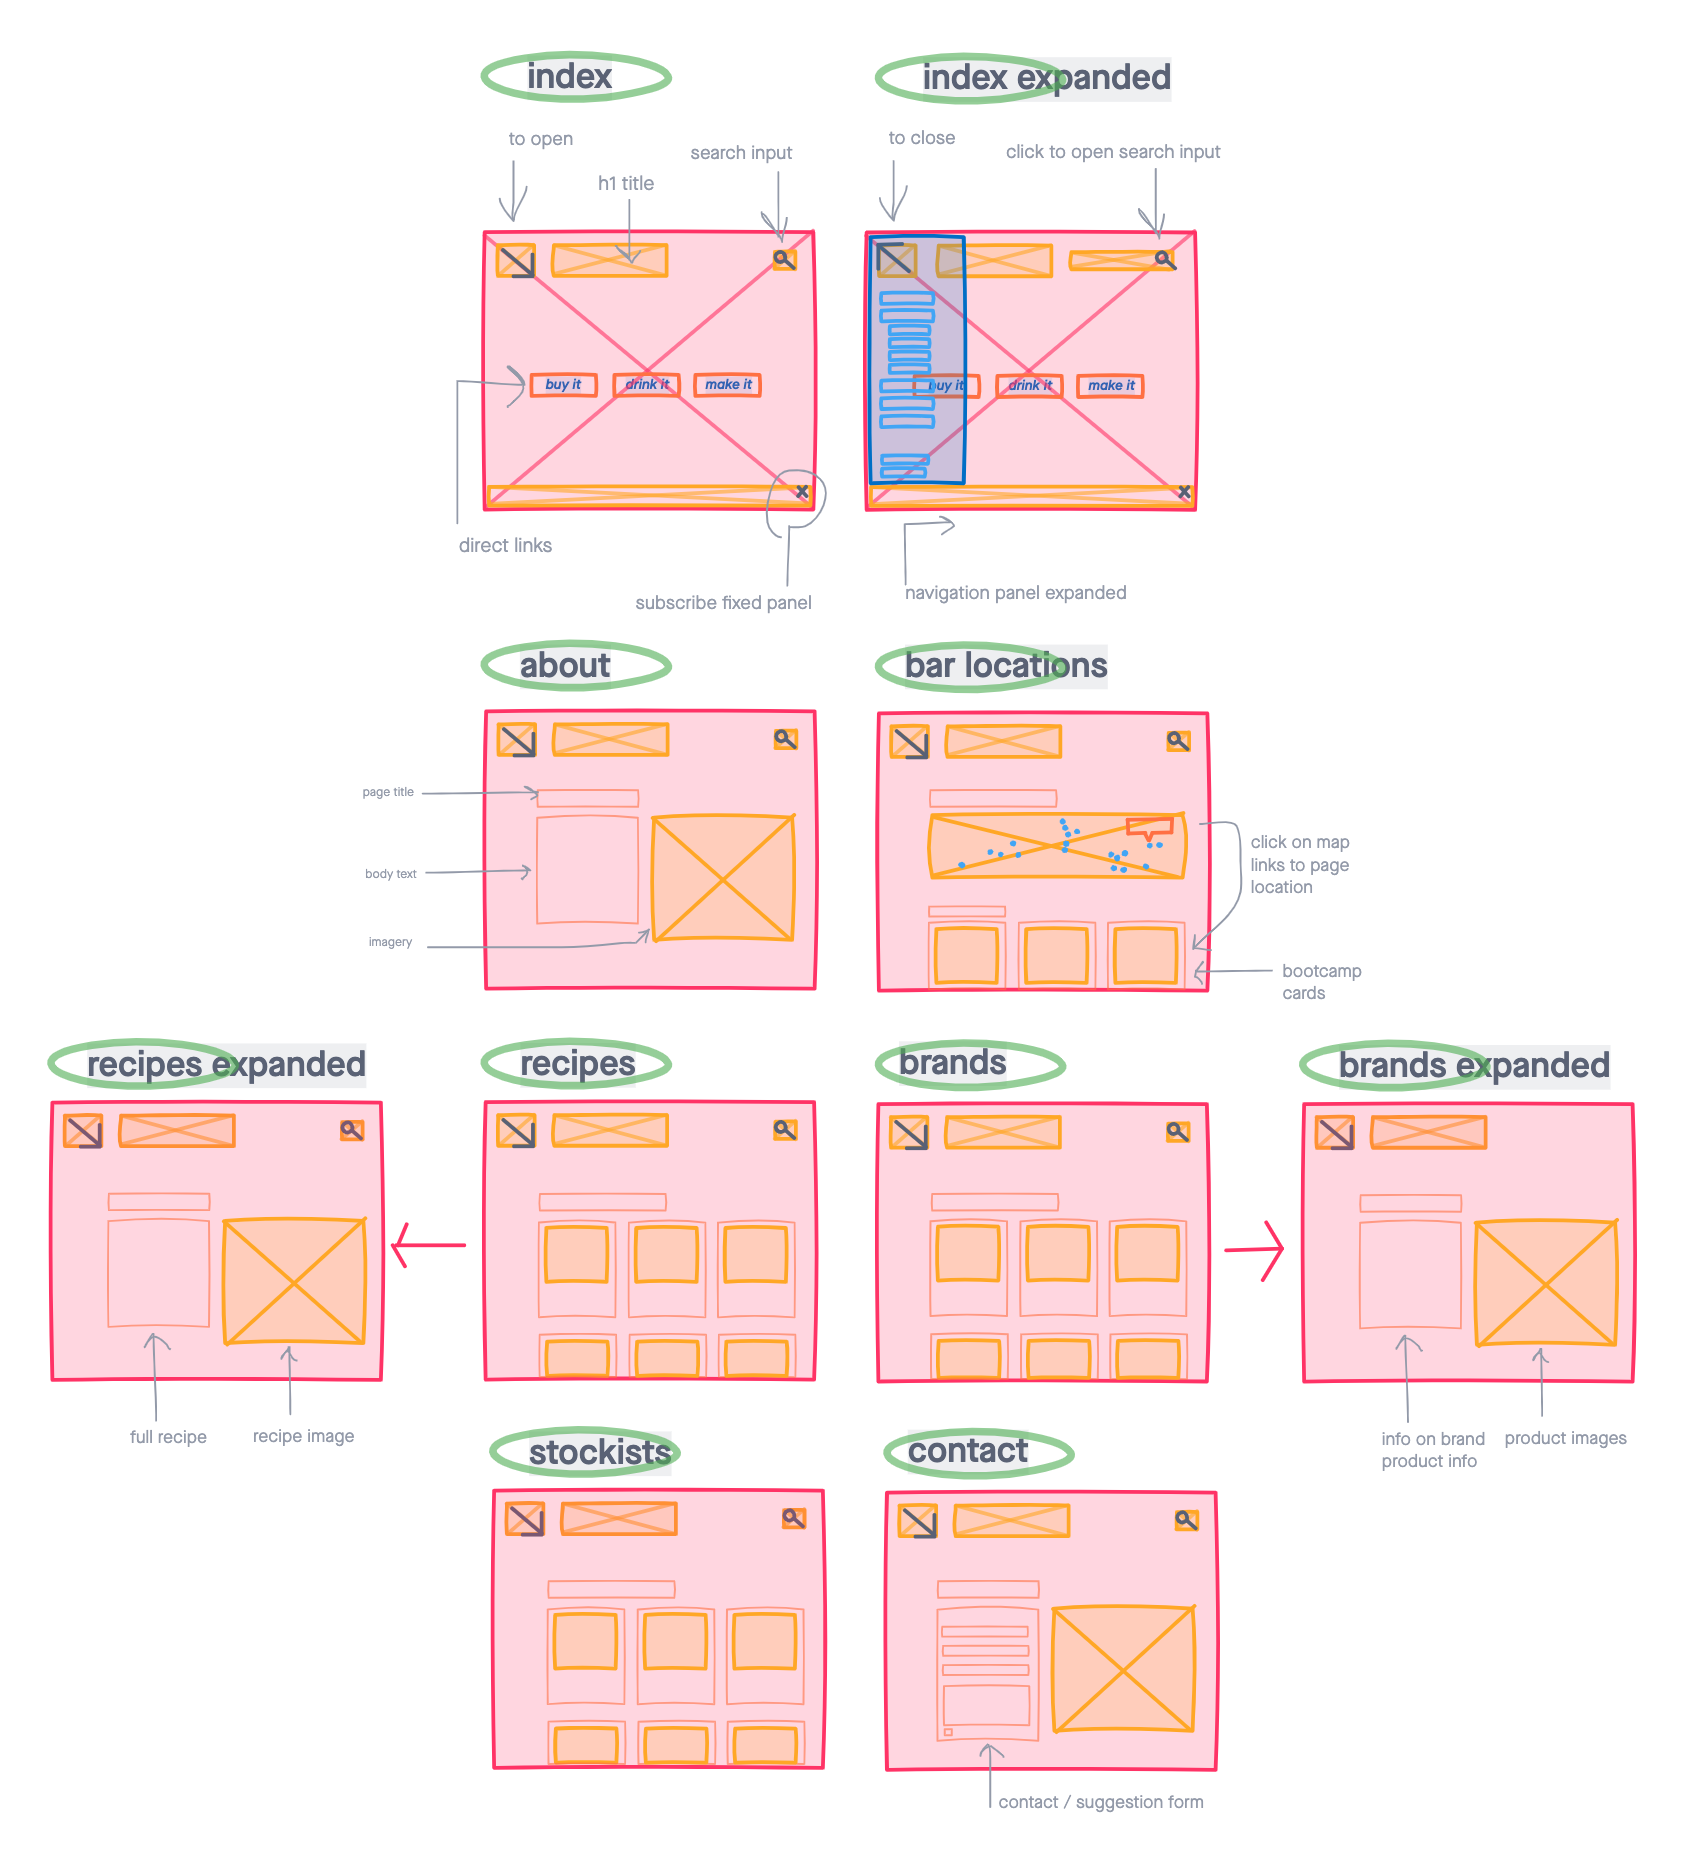 index
index expanded
to open
search input
h1 title
to close
click to open search input
buy it
drink it
make it
buy it
drink it
make it
direct links
subscribe fixed panel
navigation panel expanded
about
bar locations
page title
body text
imagery
click on map
links to page
location
bootcamp
cards
recipes expanded
recipes
brands
brands expanded
full recipe
recipe image
info on brand
product info
product images
stockists
contact
contact / suggestion form